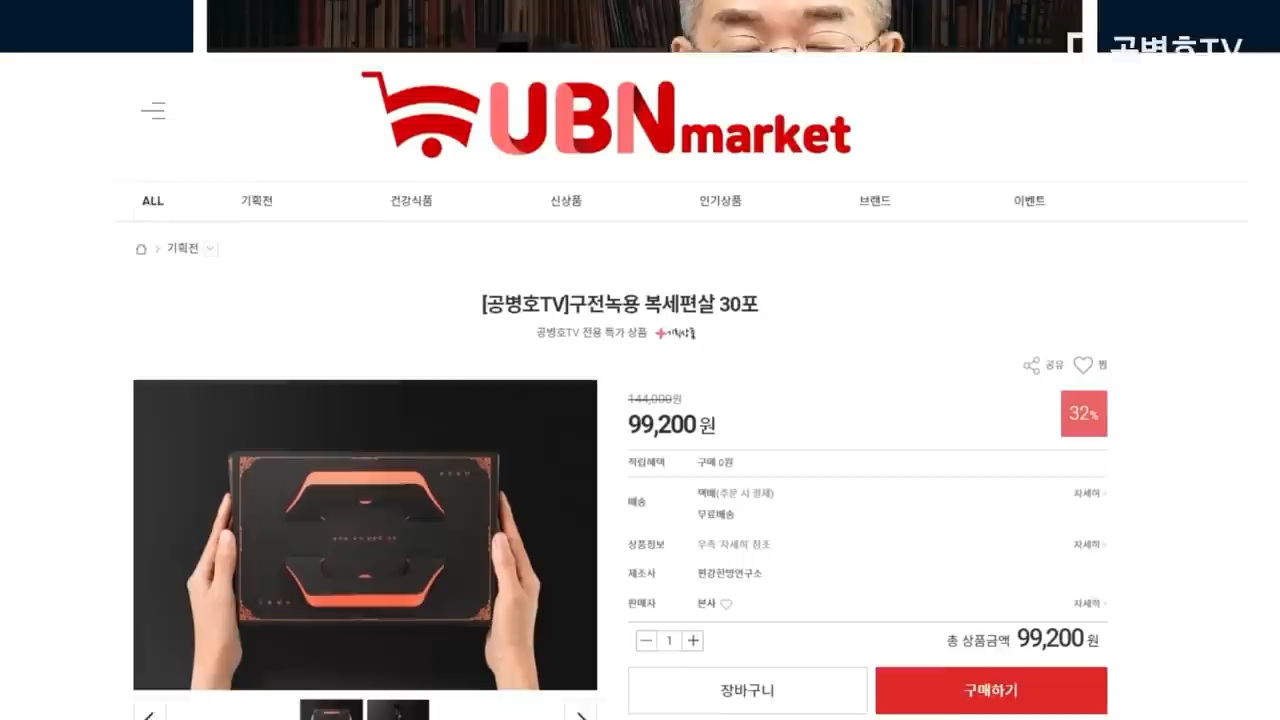 공병호TV
UBNmarket
ALL
기획전
건강식품
신상품
인기상품
브랜드
이벤트
기획전
[공병호TV]구전녹용 복세편살 30포
공병호TV 전용 특가 상품 기획상품
공유 찜
144,000원
99,200 원
32%
적립혜택 구매 0원
배송 택배(주문 시 결제) 자세히
무료배송
상품정보 우측 '자세히' 참조 자세히
제조사 편강한방연구소
판매자 본사 자세히
1
총 상품금액 99,200 원
장바구니
구매하기